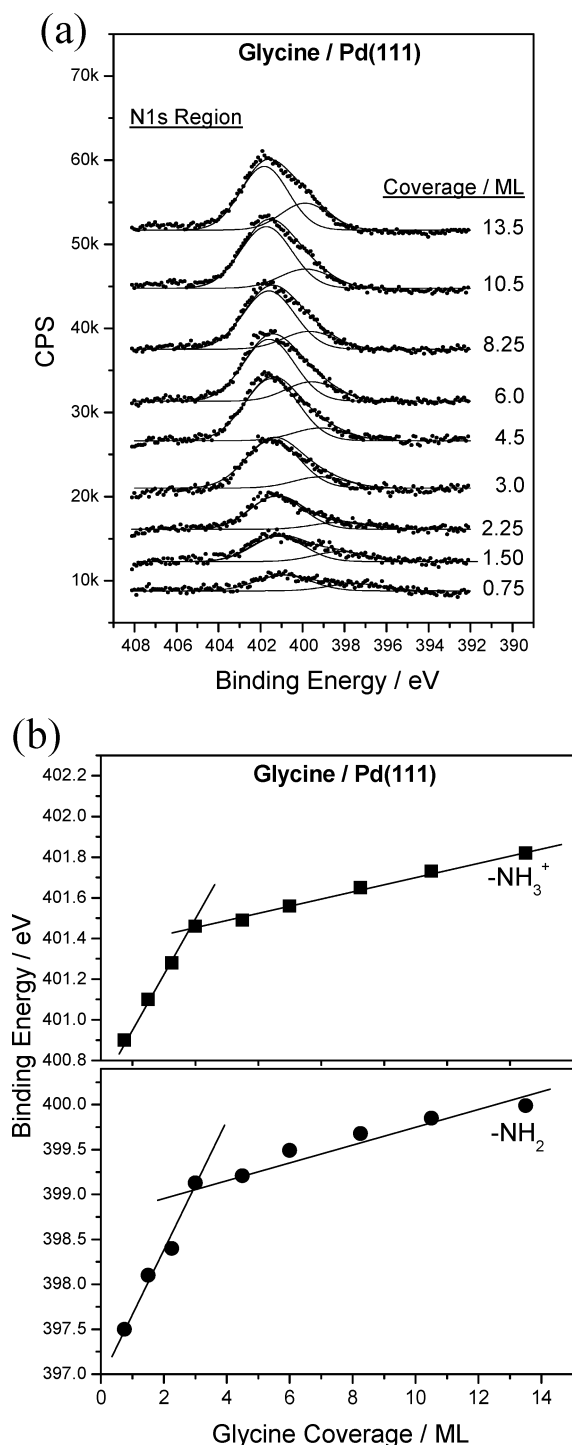 (a)
Glycine / Pd(111)
70k
N1s Region
60k
Coverage / ML
13.5
50k
10.5
40k
8.25
6.0
30k
4.5
3.0
20k
2.25
1.50
10k
0.75
CPS
408 406 404 402 400 398 396 394 392 390
Binding Energy / eV
(b)
Glycine / Pd(111)
402.2
402.0
401.8
401.6
401.4
401.2
401.0
400.8
-NH₃⁺
Binding Energy / eV
400.0
399.5
399.0
398.5
398.0
397.5
397.0
-NH₂
0 2 4 6 8 10 12 14
Glycine Coverage / ML